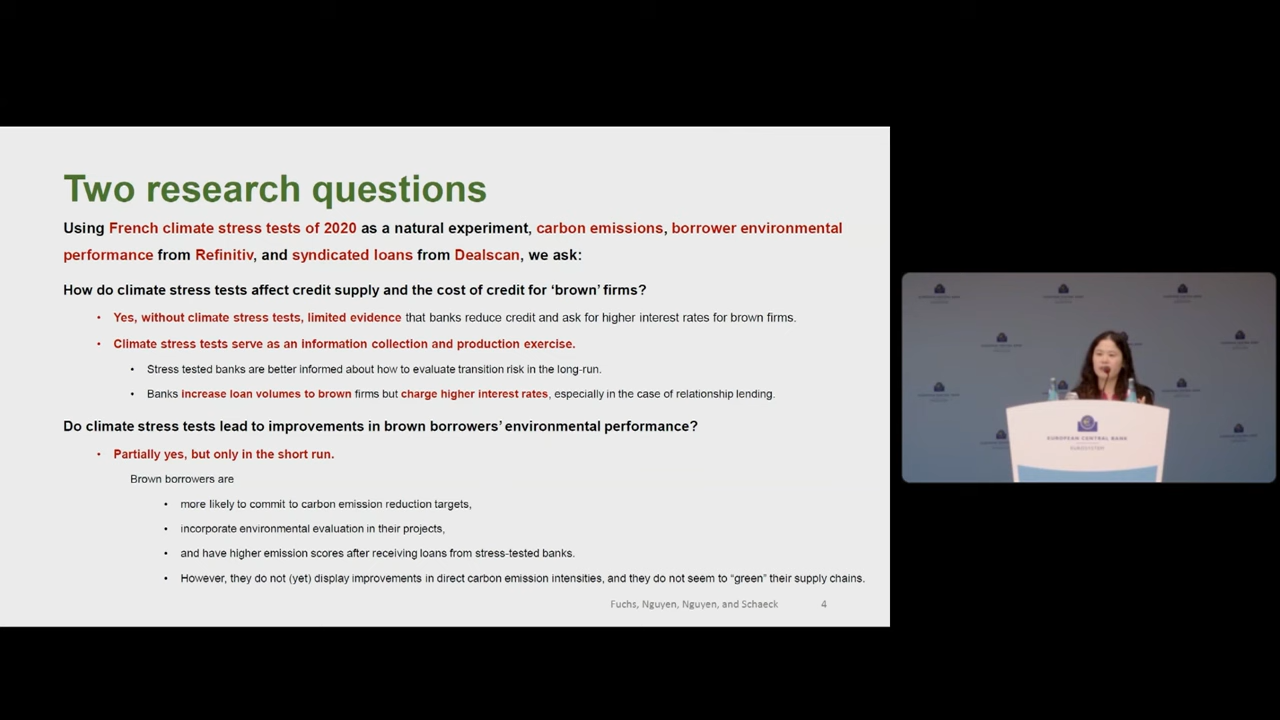 Two research questions
Using French climate stress tests of 2020 as a natural experiment, carbon emissions, borrower environmental
performance from Refinitiv, and syndicated loans from Dealscan, we ask:
How do climate stress tests affect credit supply and the cost of credit for ‘brown’ firms?
• Yes, without climate stress tests, limited evidence that banks reduce credit and ask for higher interest rates for brown firms.
• Climate stress tests serve as an information collection and production exercise.
• Stress tested banks are better informed about how to evaluate transition risk in the long-run.
• Banks increase loan volumes to brown firms but charge higher interest rates, especially in the case of relationship lending.
Do climate stress tests lead to improvements in brown borrowers’ environmental performance?
• Partially yes, but only in the short run.
Brown borrowers are
• more likely to commit to carbon emission reduction targets,
• incorporate environmental evaluation in their projects,
• and have higher emission scores after receiving loans from stress-tested banks.
• However, they do not (yet) display improvements in direct carbon emission intensities, and they do not seem to “green” their supply chains.
Fuchs, Nguyen, Nguyen, and Schaeck 4
EUROPEAN CENTRAL BANK
EUROSYSTEM